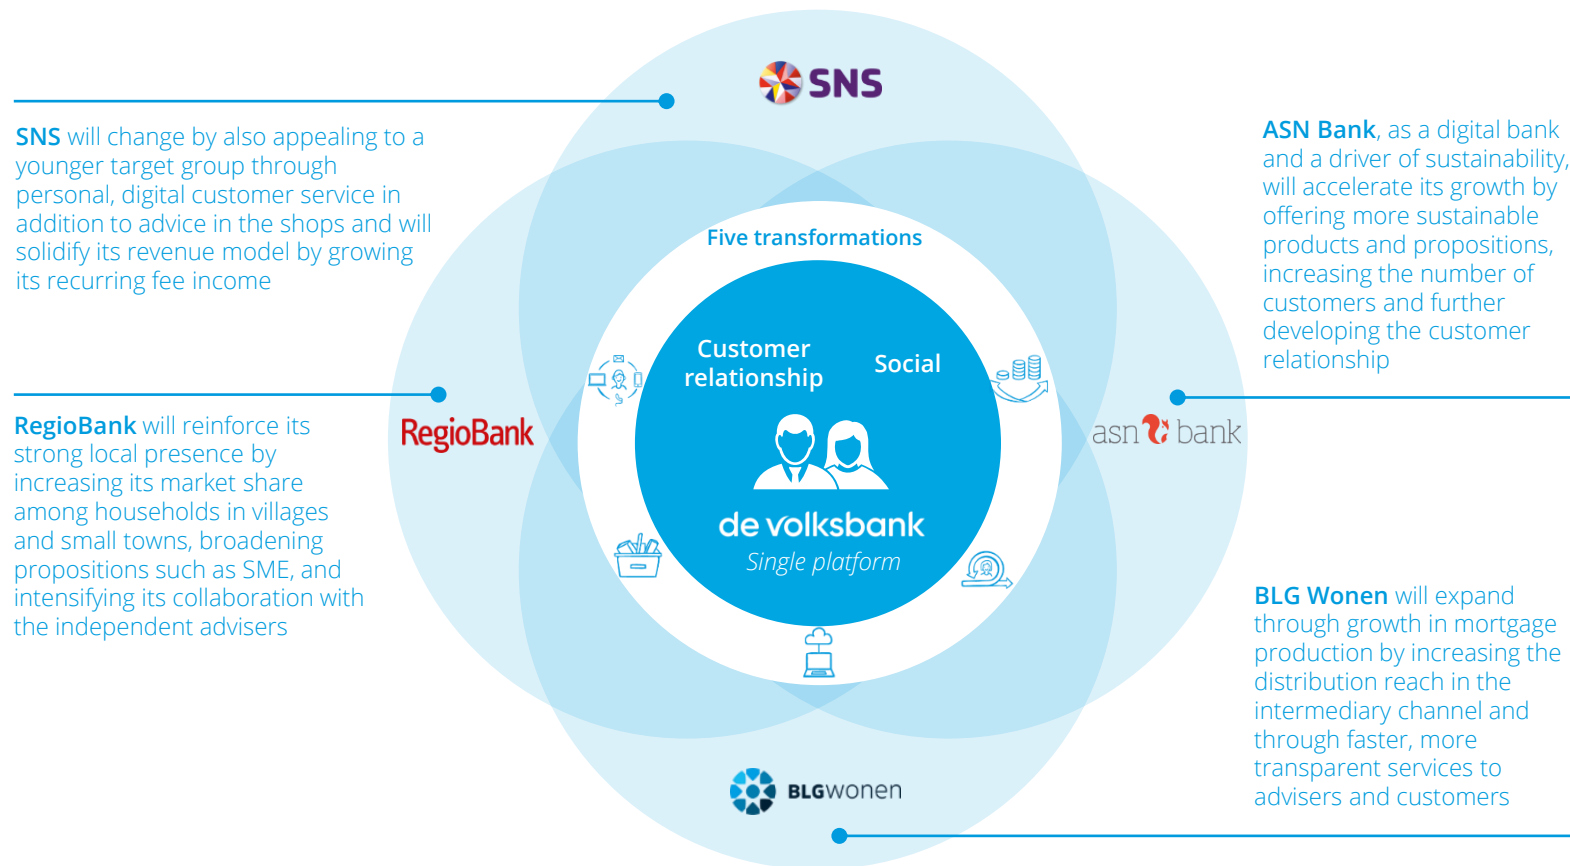 SNS
SNS will change by also appealing to a
younger target group through
personal, digital customer service in
addition to advice in the shops and will
solidify its revenue model by growing
its recurring fee income
ASN Bank, as a digital bank
and a driver of sustainability,
will accelerate its growth by
offering more sustainable
products and propositions,
increasing the number of
customers and further
developing the customer
relationship
Five transformations
Customer
relationship
Social
de volksbank
Single platform
RegioBank
asn bank
RegioBank will reinforce its
strong local presence by
increasing its market share
among households in villages
and small towns, broadening
propositions such as SME, and
intensifying its collaboration with
the independent advisers
BLG Wonen will expand
through growth in mortgage
production by increasing the
distribution reach in the
intermediary channel and
through faster, more
transparent services to
advisers and customers
BLGwonen